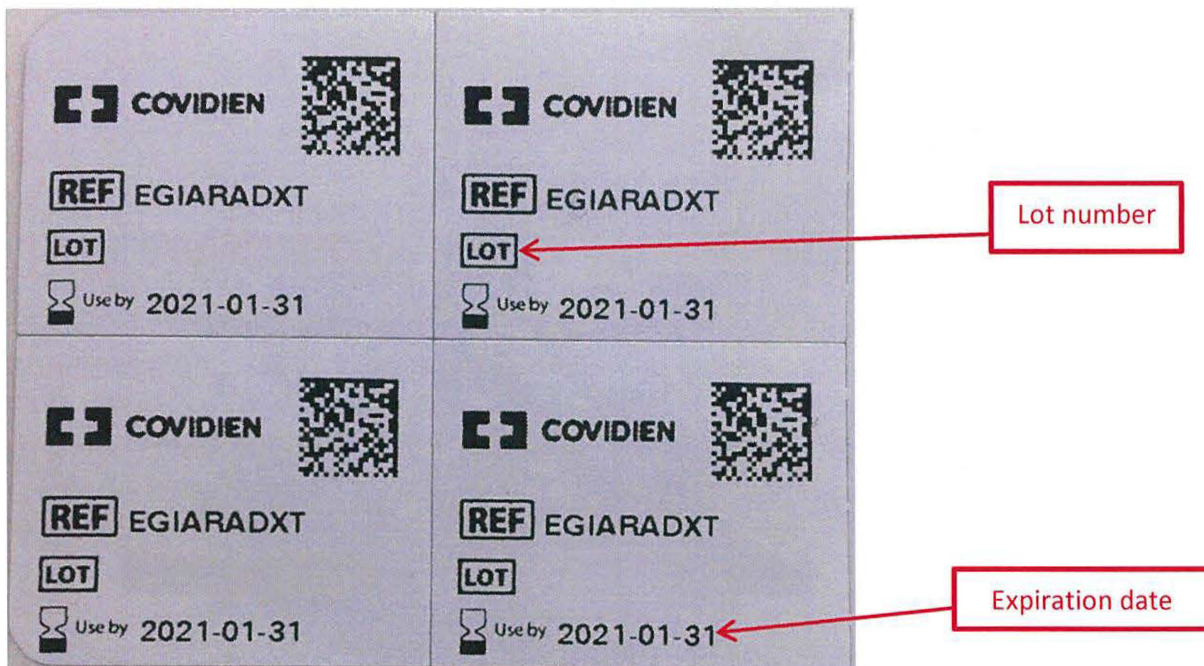 COVIDIEN
REF EGIARADXT
LOT
Use by 2021-01-31
COVIDIEN
REF EGIARADXT
LOT
Use by 2021-01-31
Lot number
COVIDIEN
REF EGIARADXT
LOT
Use by 2021-01-31
COVIDIEN
REF EGIARADXT
LOT
Use by 2021-01-31
Expiration date